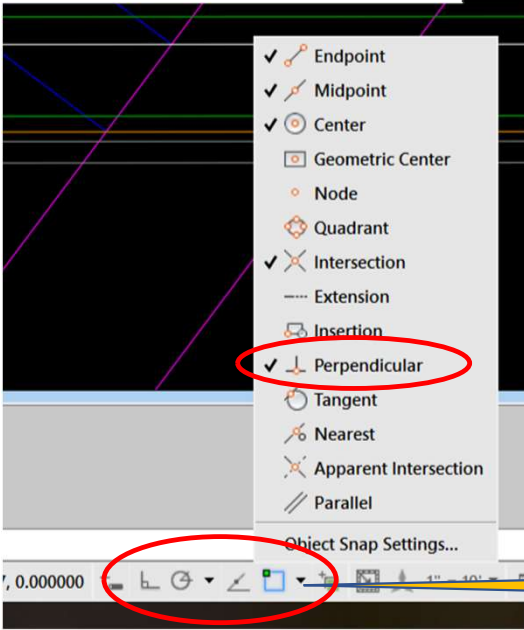 Endpoint
Midpoint
Center
Geometric Center
Node
Quadrant
Intersection
Extension
Insertion
Perpendicular
Tangent
Nearest
Apparent Intersection
Parallel
Object Snap Settings...
, 0.000000